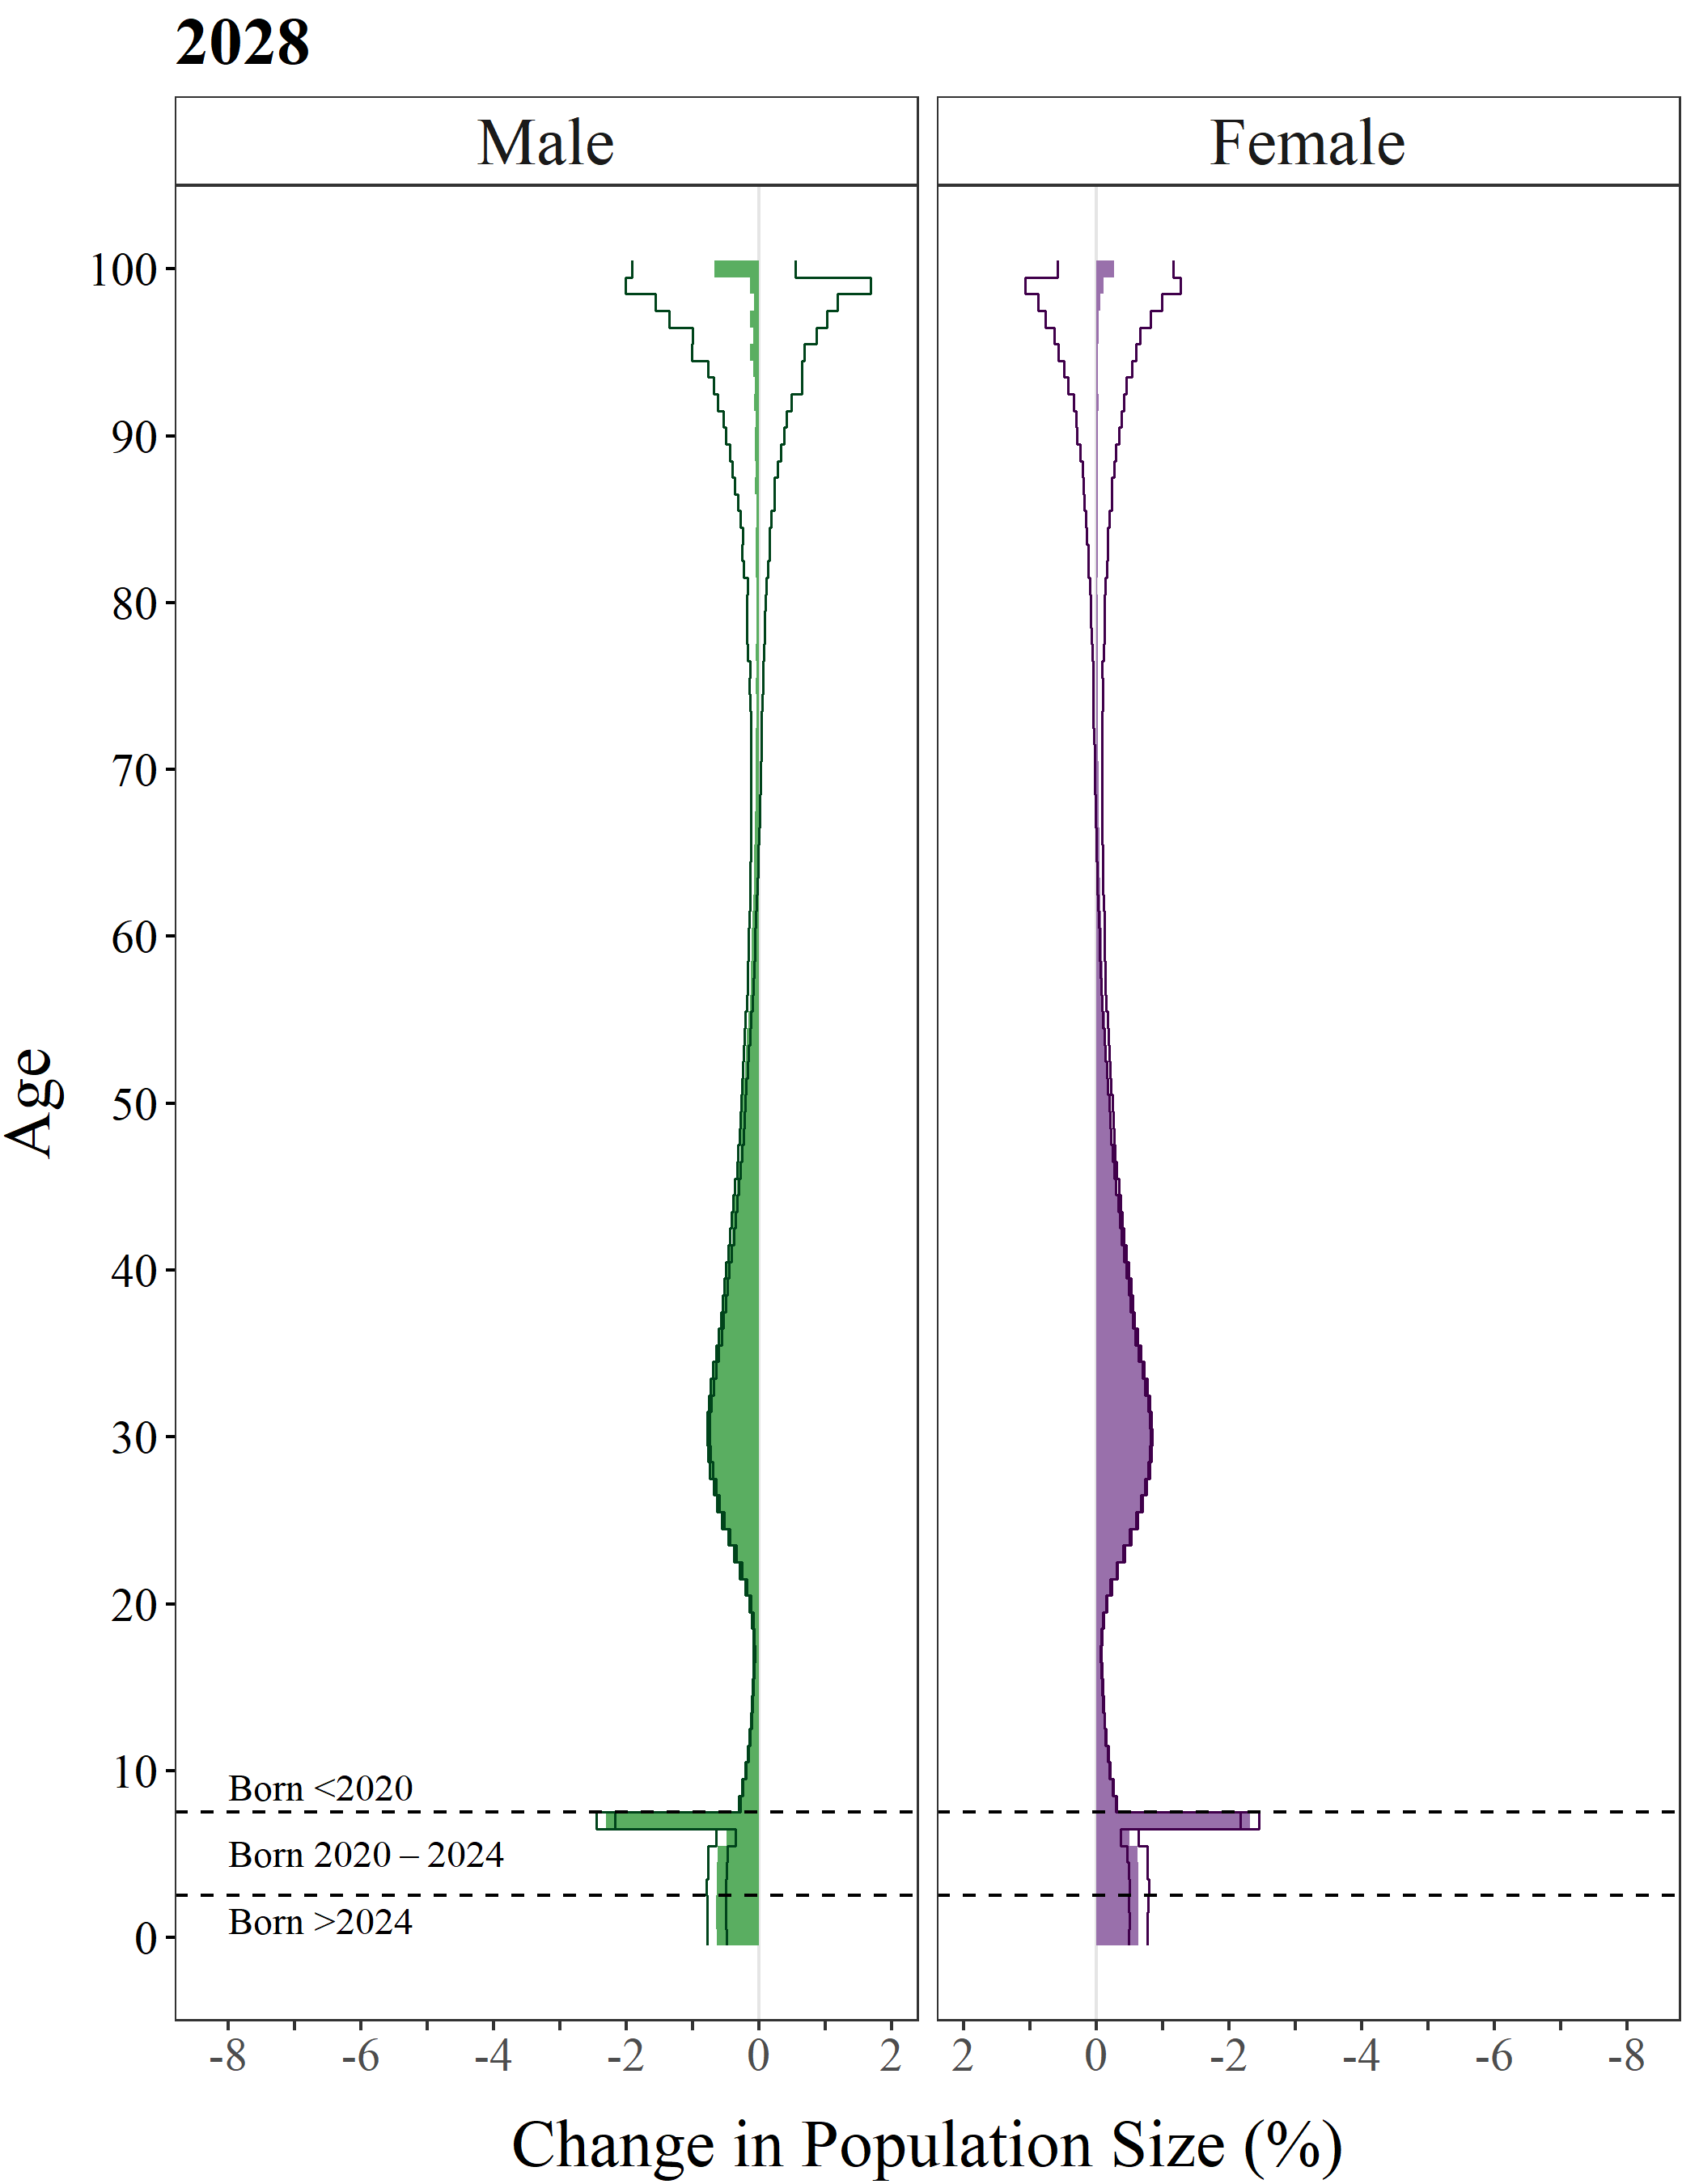 2028
Male
Female
Age
100
90
80
70
60
50
40
30
20
10
0
Born <2020
Born 2020 – 2024
Born >2024
-8 -6 -4 -2 0 2
2 0 -2 -4 -6 -8
Change in Population Size (%)